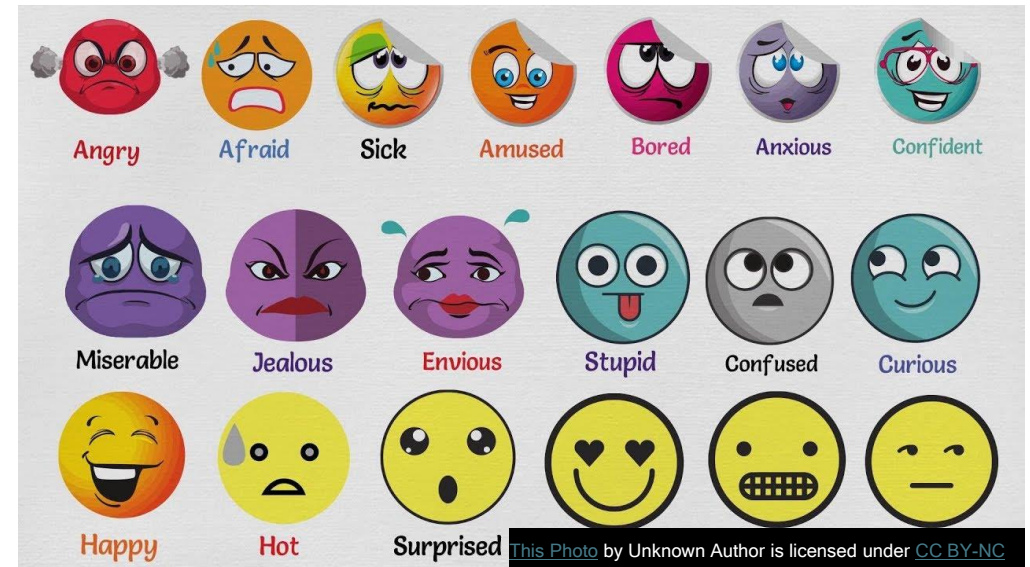 Angry Afraid Sick Amused Bored Anxious Confident
Miserable Jealous Envious Stupid Confused Curious
Happy Hot Surprised
This Photo by Unknown Author is licensed under CC BY-NC